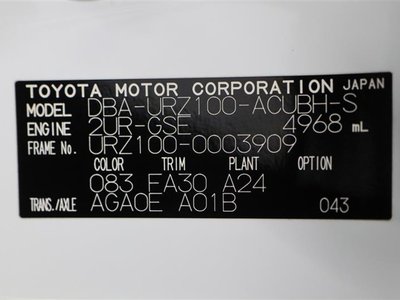 TOYOTA MOTOR CORPORATION JAPAN
MODEL DBA-URZ100-ACUBH-S
ENGINE 2UR-GSE 4968 mL
FRAME No. URZ100-0003909
COLOR TRIM PLANT OPTION
083 EA30 A24
TRANS./AXLE AGA0E A01B 043